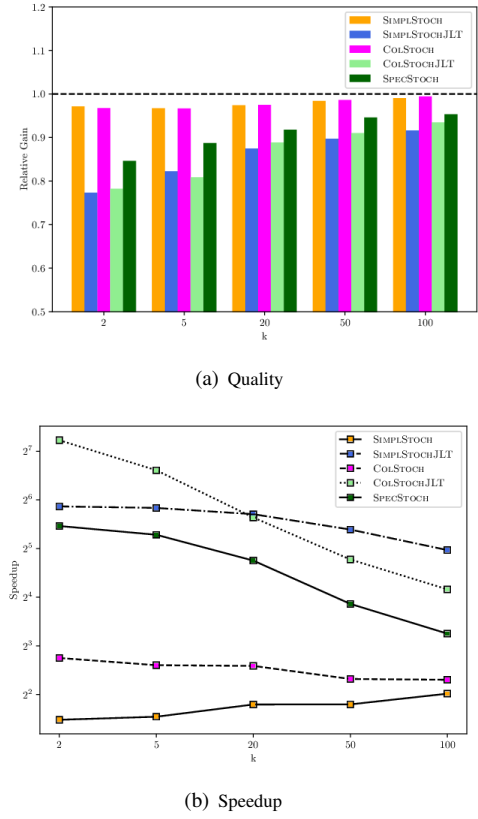 1.2
1.1
1.0
0.9
0.8
0.7
0.6
0.5
Relative Gain
SimplStoch
SimplStochJLT
ColStoch
ColStochJLT
SpecStoch
2 5 20 50 100
k
(a) Quality
2^7
2^6
2^5
2^4
2^3
2^2
Speedup
SimplStoch
SimplStochJLT
ColStoch
ColStochJLT
SpecStoch
2 5 20 50 100
k
(b) Speedup